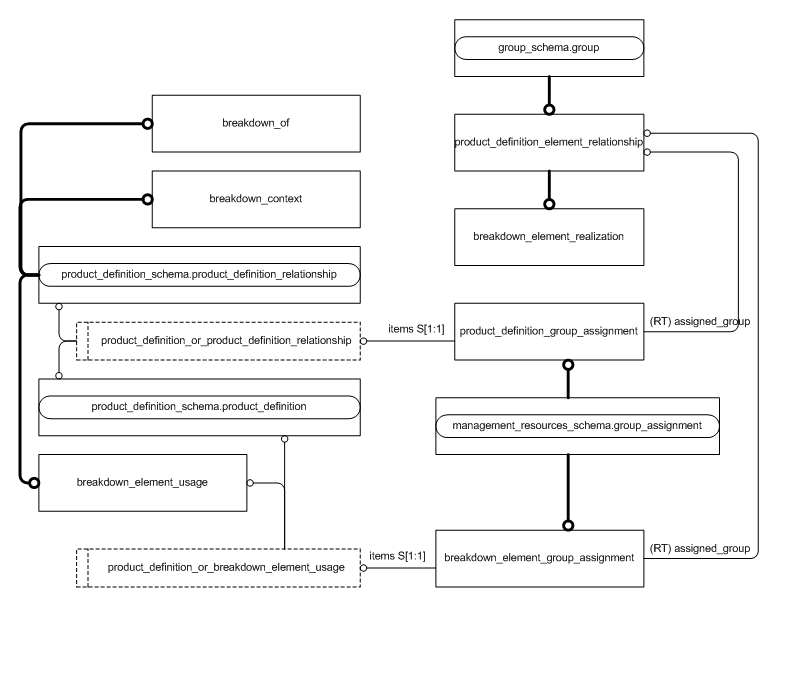 group_schema.group
breakdown_of
product_definition_element_relationship
breakdown_context
breakdown_element_realization
product_definition_schema.product_definition_relationship
product_definition_or_product_definition_relationship
items S[1:1]
product_definition_group_assignment
(RT) assigned_group
product_definition_schema.product_definition
management_resources_schema.group_assignment
breakdown_element_usage
product_definition_or_breakdown_element_usage
items S[1:1]
breakdown_element_group_assignment
(RT) assigned_group